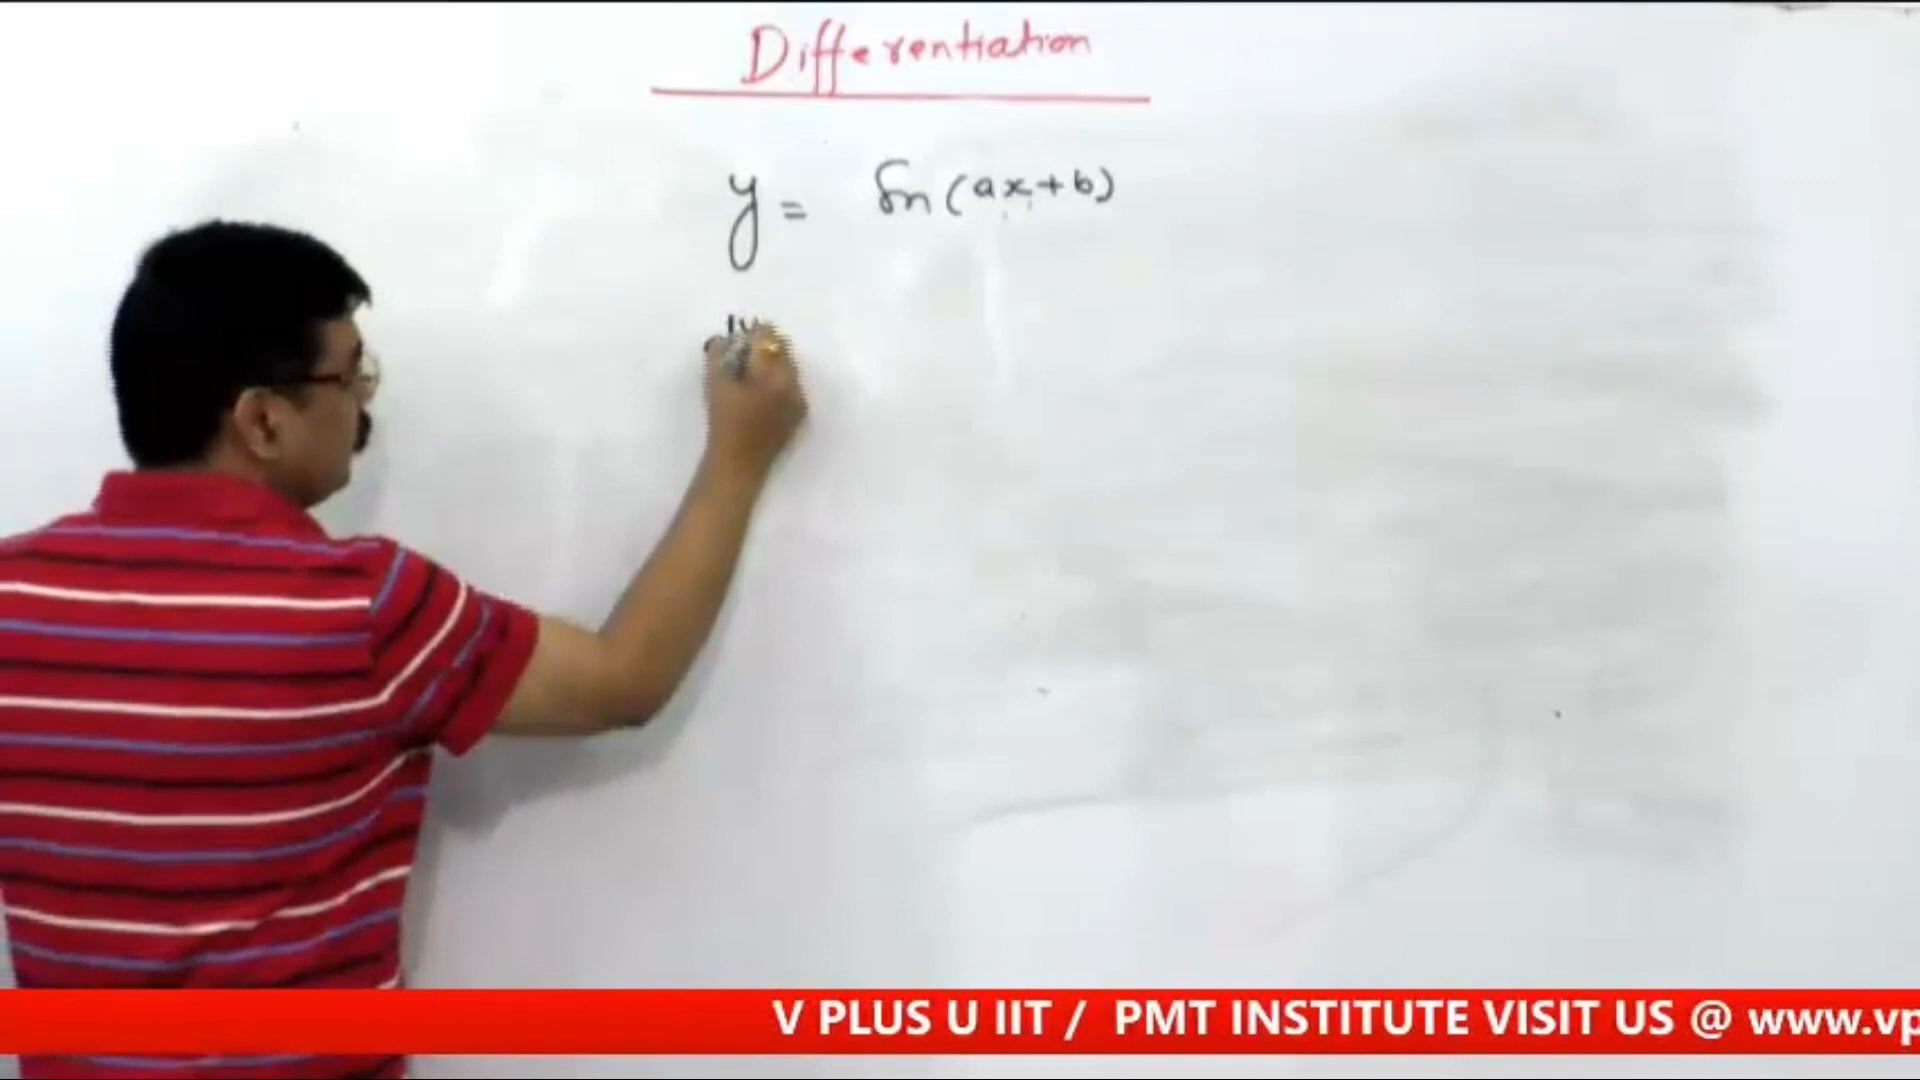 Differentiation
y = Sin (ax+b)
V PLUS U IIT / PMT INSTITUTE VISIT US @ www.vp